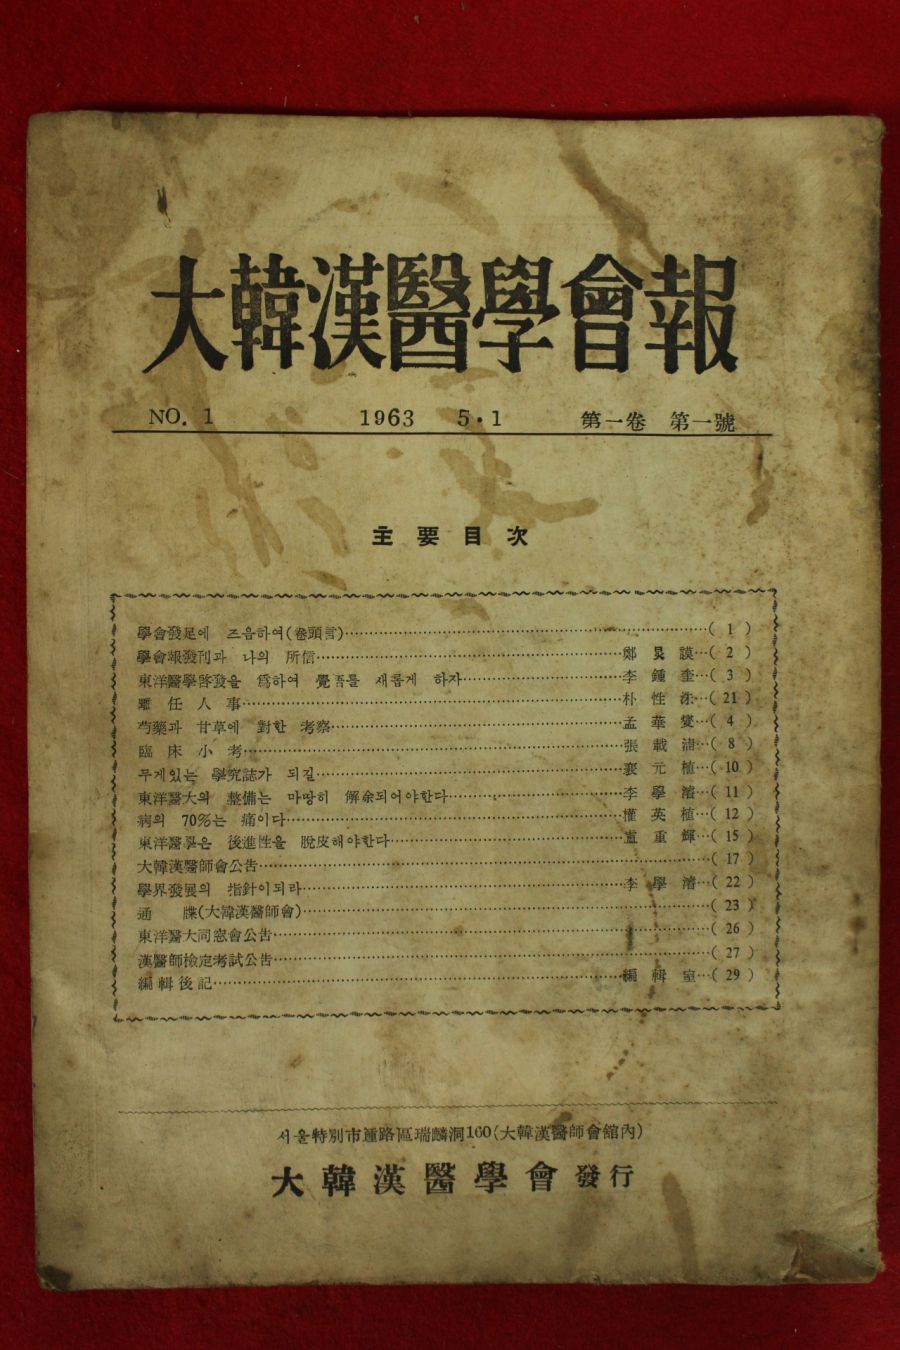 大韓漢醫學會報
NO. 1 1963 5·1 第一卷 第一號
主要目次
學會發足에 즈음하여(卷頭言)……( 1 )
學會報發刊과 나의 所信……鄭 謨…( 2 )
東洋醫學啓發을 爲하여 覺吾를 새롭게 하자……李鍾奎…( 3 )
任人事……朴性洙…( 21 )
芍藥과 甘草에 對한 考察……孟華燮…( 4 )
臨床小考……張載 …( 8 )
무게있는 學究誌가 되길……裵元植…( 10 )
東洋醫大의 整備는 마땅히 解余되어야한다……李學濬…( 11 )
病의 70%는 痛이다……權英植…( 12 )
東洋醫學은 後進性을 脫皮해야한다……盧重輝…( 15 )
大韓漢醫師會公告……( 17 )
學界發展의 指針이되라……李學濬…( 22 )
通 牒(大韓漢醫師會)……( 23 )
東洋醫大同窓會公告……( 26 )
漢醫師檢定考試公告……( 27 )
編輯後記……編輯室…( 29 )
서울特別市鍾路區瑞麟洞160(大韓漢醫師會館內)
大韓漢醫學會發行